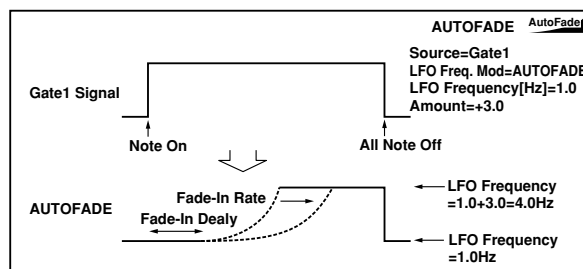 AUTOFADE
AutoFade
Source=Gate1
LFO Freq. Mod=AUTOFADE
LFO Frequency[Hz]=1.0
Amount=+3.0
Gate1 Signal
Note On
All Note Off
AUTOFADE
Fade-In Rate
Fade-In Dealy
LFO Frequency
=1.0+3.0=4.0Hz
LFO Frequency
=1.0Hz